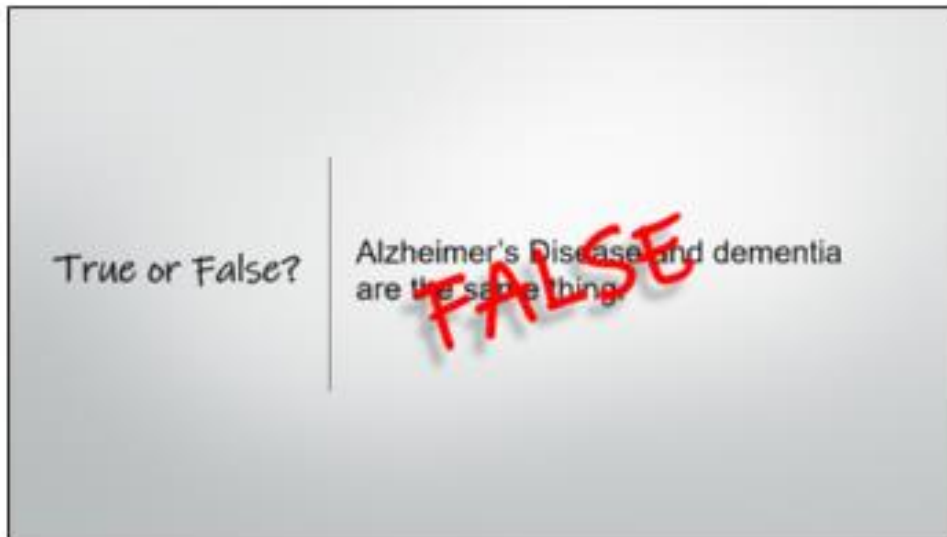 True or False?
Alzheimer's Disease and dementia
are the same thing.
FALSE